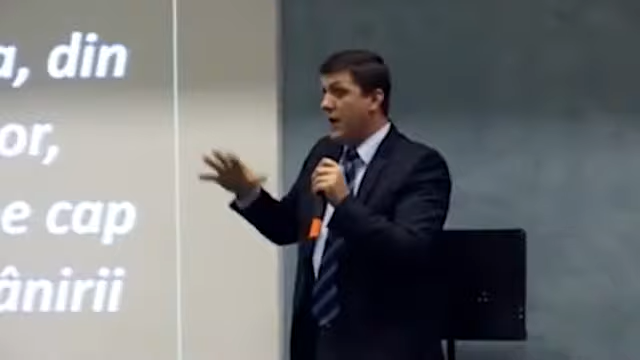 a, din
or,
e cap
ânirii